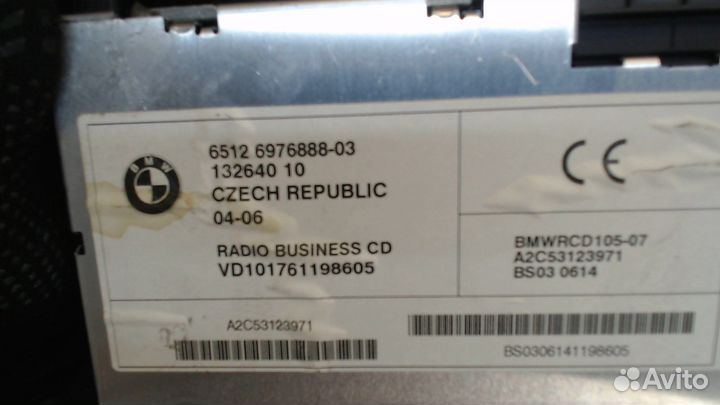 BMW
6512 6976888-03
132640 10
CZECH REPUBLIC
04-06
RADIO BUSINESS CD
VD101761198605
CE
BMWRCD105-07
A2C53123971
BS03 0614
A2C53123971
BS0306141198605
Avito